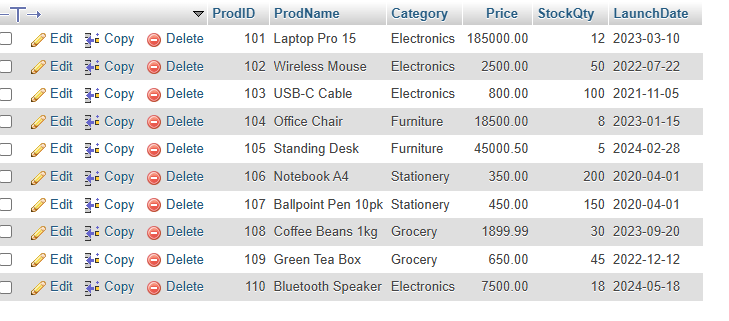 ProdID ProdName Category Price StockQty LaunchDate
Edit Copy Delete 101 Laptop Pro 15 Electronics 185000.00 12 2023-03-10
Edit Copy Delete 102 Wireless Mouse Electronics 2500.00 50 2022-07-22
Edit Copy Delete 103 USB-C Cable Electronics 800.00 100 2021-11-05
Edit Copy Delete 104 Office Chair Furniture 18500.00 8 2023-01-15
Edit Copy Delete 105 Standing Desk Furniture 45000.50 5 2024-02-28
Edit Copy Delete 106 Notebook A4 Stationery 350.00 200 2020-04-01
Edit Copy Delete 107 Ballpoint Pen 10pk Stationery 450.00 150 2020-04-01
Edit Copy Delete 108 Coffee Beans 1kg Grocery 1899.99 30 2023-09-20
Edit Copy Delete 109 Green Tea Box Grocery 650.00 45 2022-12-12
Edit Copy Delete 110 Bluetooth Speaker Electronics 7500.00 18 2024-05-18